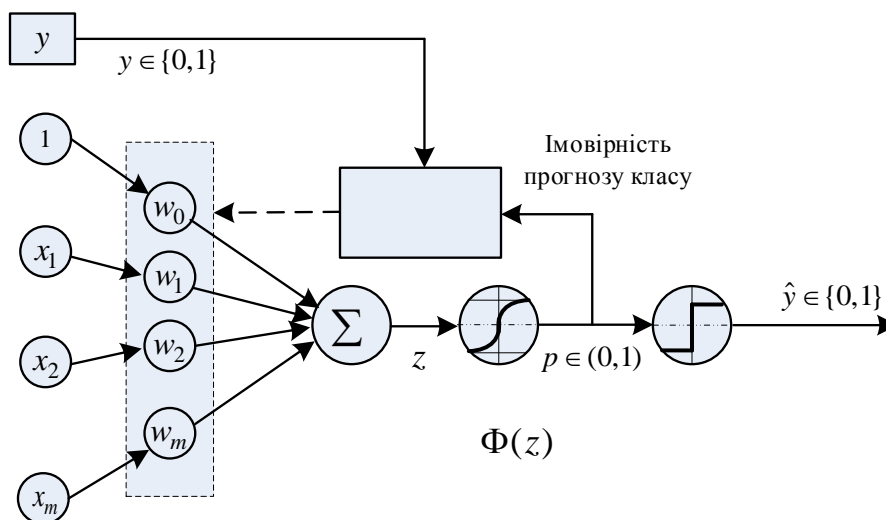 y
y ∈ {0,1}
1
Імовірність
прогнозу класу
w₀
x₁
w₁
ŷ ∈ {0,1}
Σ
x₂
w₂
z
p ∈ (0,1)
wₘ
Φ(z)
xₘ